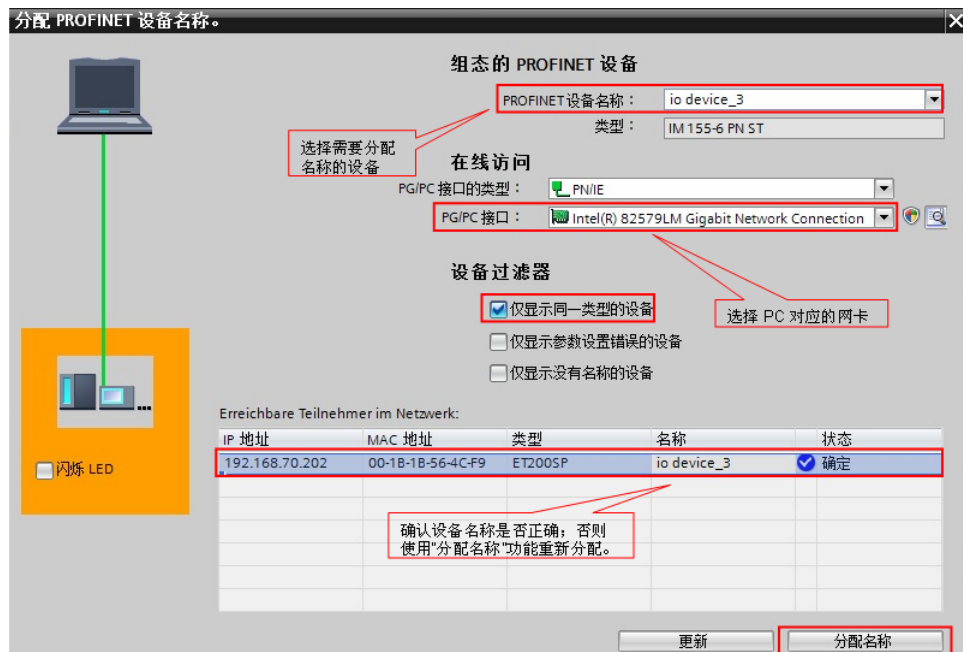 分配 PROFINET 设备名称。
组态的 PROFINET 设备
PROFINET设备名称： io device_3
类型： IM 155-6 PN ST
选择需要分配
名称的设备
在线访问
PG/PC 接口的类型： PN/IE
PG/PC 接口： Intel(R) 82579LM Gigabit Network Connection
设备过滤器
仅显示同一类型的设备
选择 PC 对应的网卡
仅显示参数设置错误的设备
仅显示没有名称的设备
Erreichbare Teilnehmer im Netzwerk:
IP 地址 MAC 地址 类型 名称 状态
192.168.70.202 00-1B-1B-56-4C-F9 ET200SP io device_3 确定
闪烁 LED
确认设备名称是否正确；否则
使用"分配名称"功能重新分配。
更新 分配名称